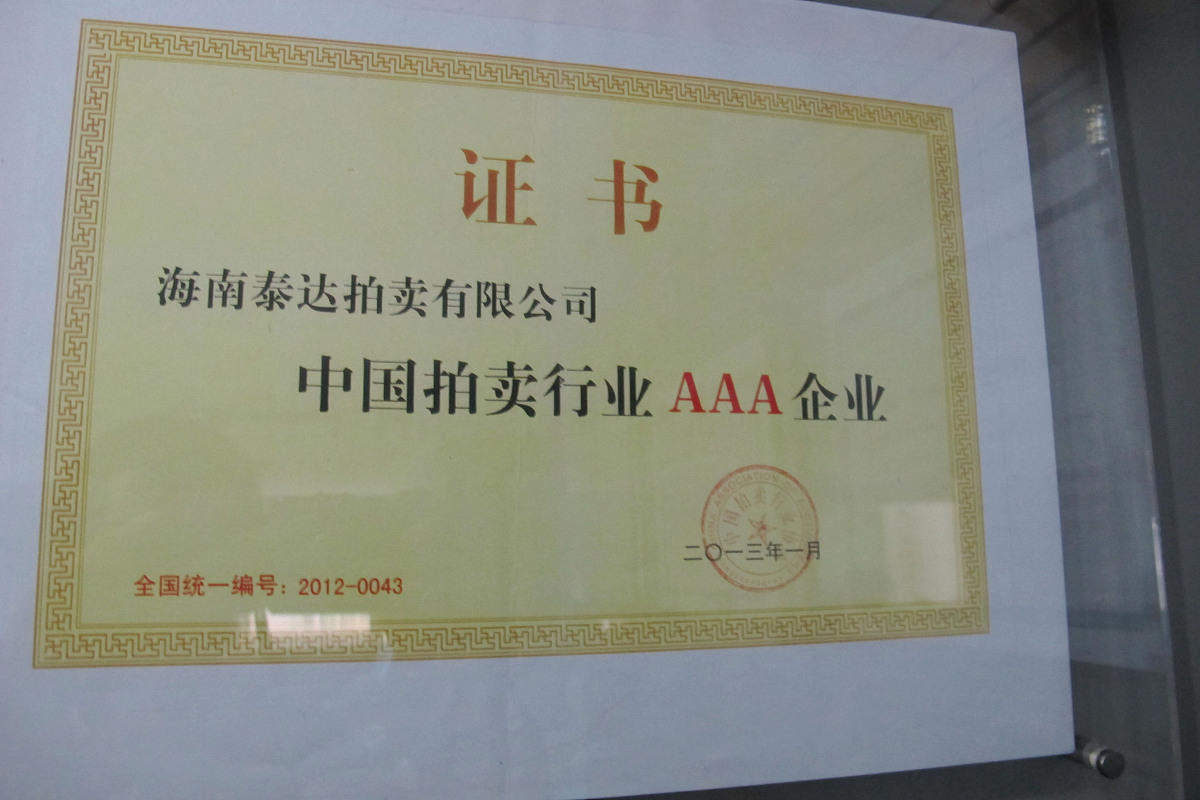 证书
海南泰达拍卖有限公司
中国拍卖行业AAA企业
二〇一三年一月
全国统一编号：2012-0043